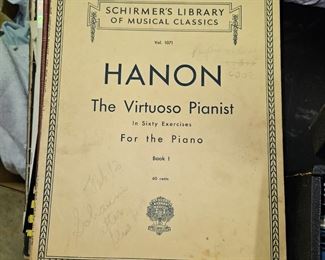 SCHIRMER'S LIBRARY
OF MUSICAL CLASSICS
Vol. 1071
HANON
The Virtuoso Pianist
In Sixty Exercises
For the Piano
Book I
60 cents